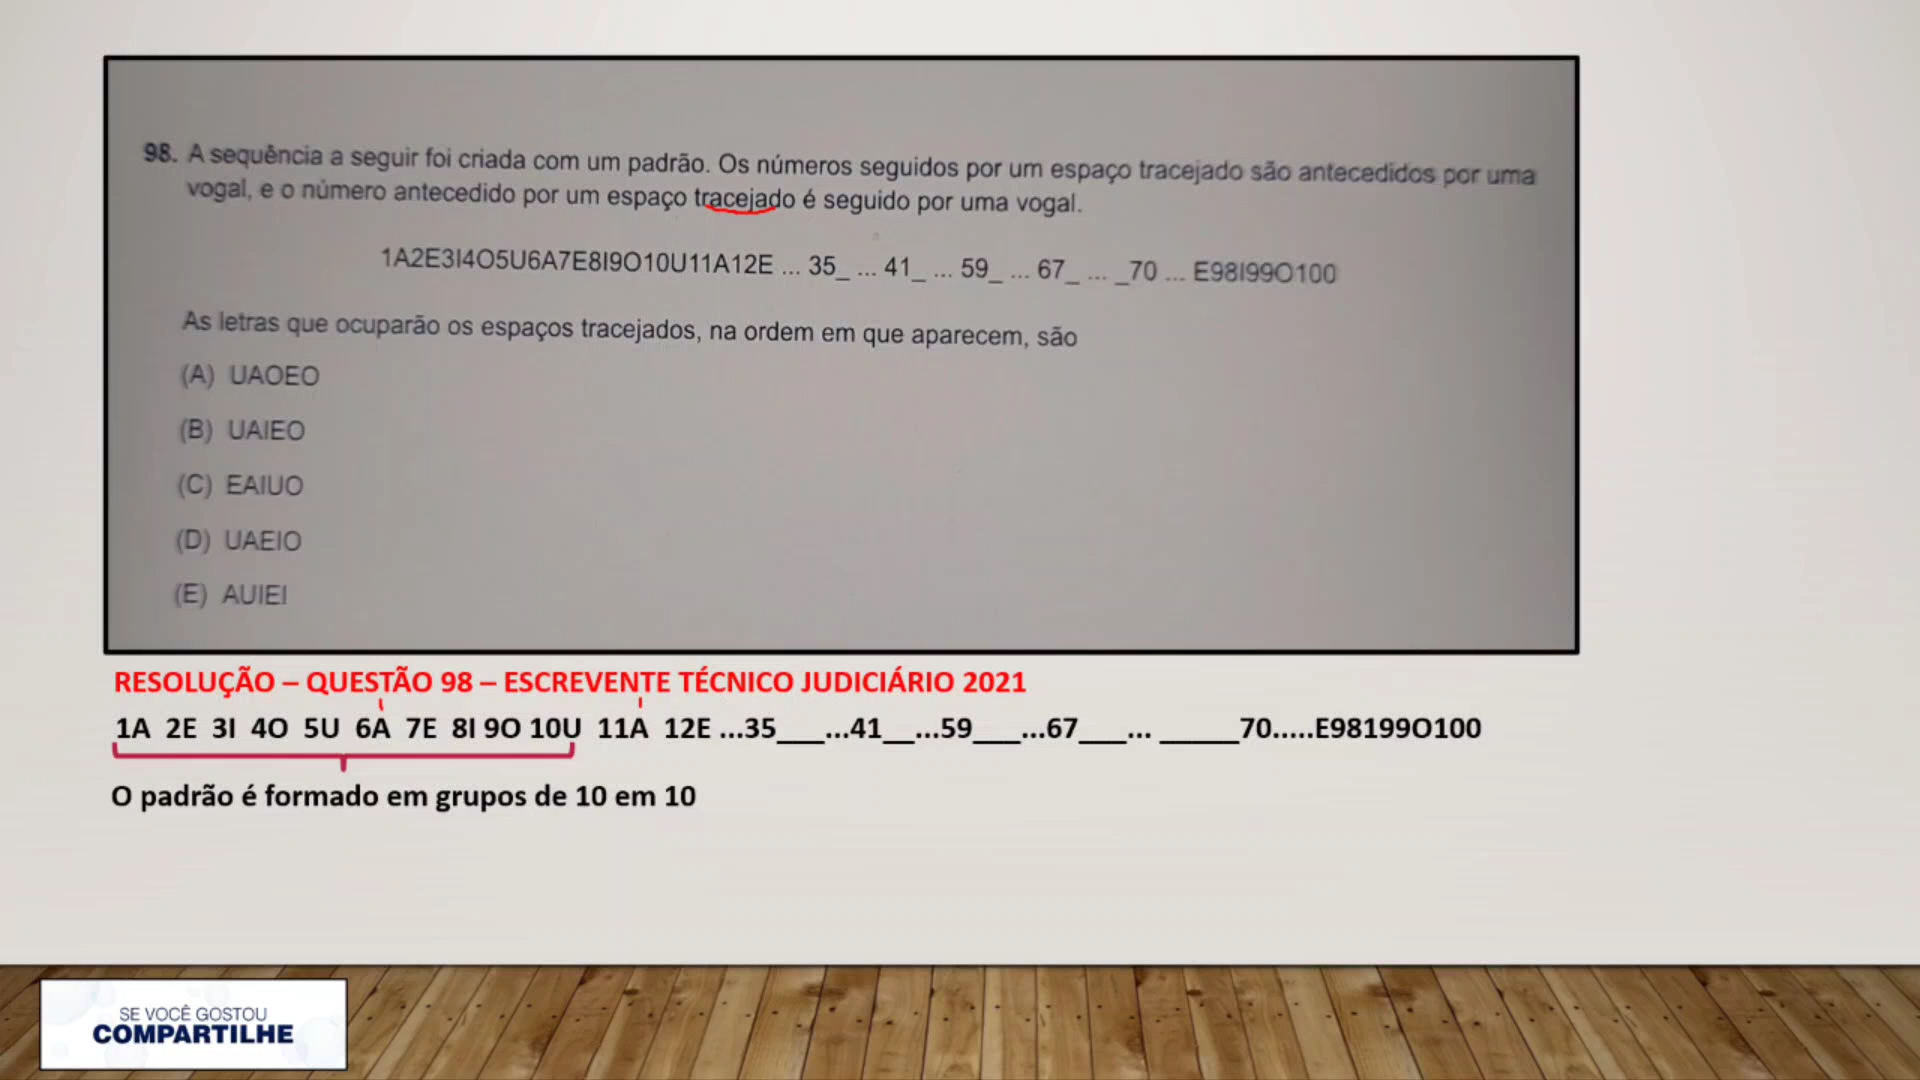 98. A sequência a seguir foi criada com um padrão. Os números seguidos por um espaço tracejado são antecedidos por uma
vogal, e o número antecedido por um espaço tracejado é seguido por uma vogal.
1A2E3I4O5U6A7E8I9O10U11A12E ... 35_ ... 41_ ... 59_ ... 67_ ... _70 ... E98I99O100
As letras que ocuparão os espaços tracejados, na ordem em que aparecem, são
(A) UAOEO
(B) UAIEO
(C) EAIUO
(D) UAEIO
(E) AUIEI
RESOLUÇÃO – QUESTÃO 98 – ESCREVENTE TÉCNICO JUDICIÁRIO 2021
1A 2E 3I 4O 5U 6A 7E 8I 9O 10U 11A 12E ...35___...41__...59___...67___... _____70.....E98199O100
O padrão é formado em grupos de 10 em 10
SE VOCÊ GOSTOU
COMPARTILHE